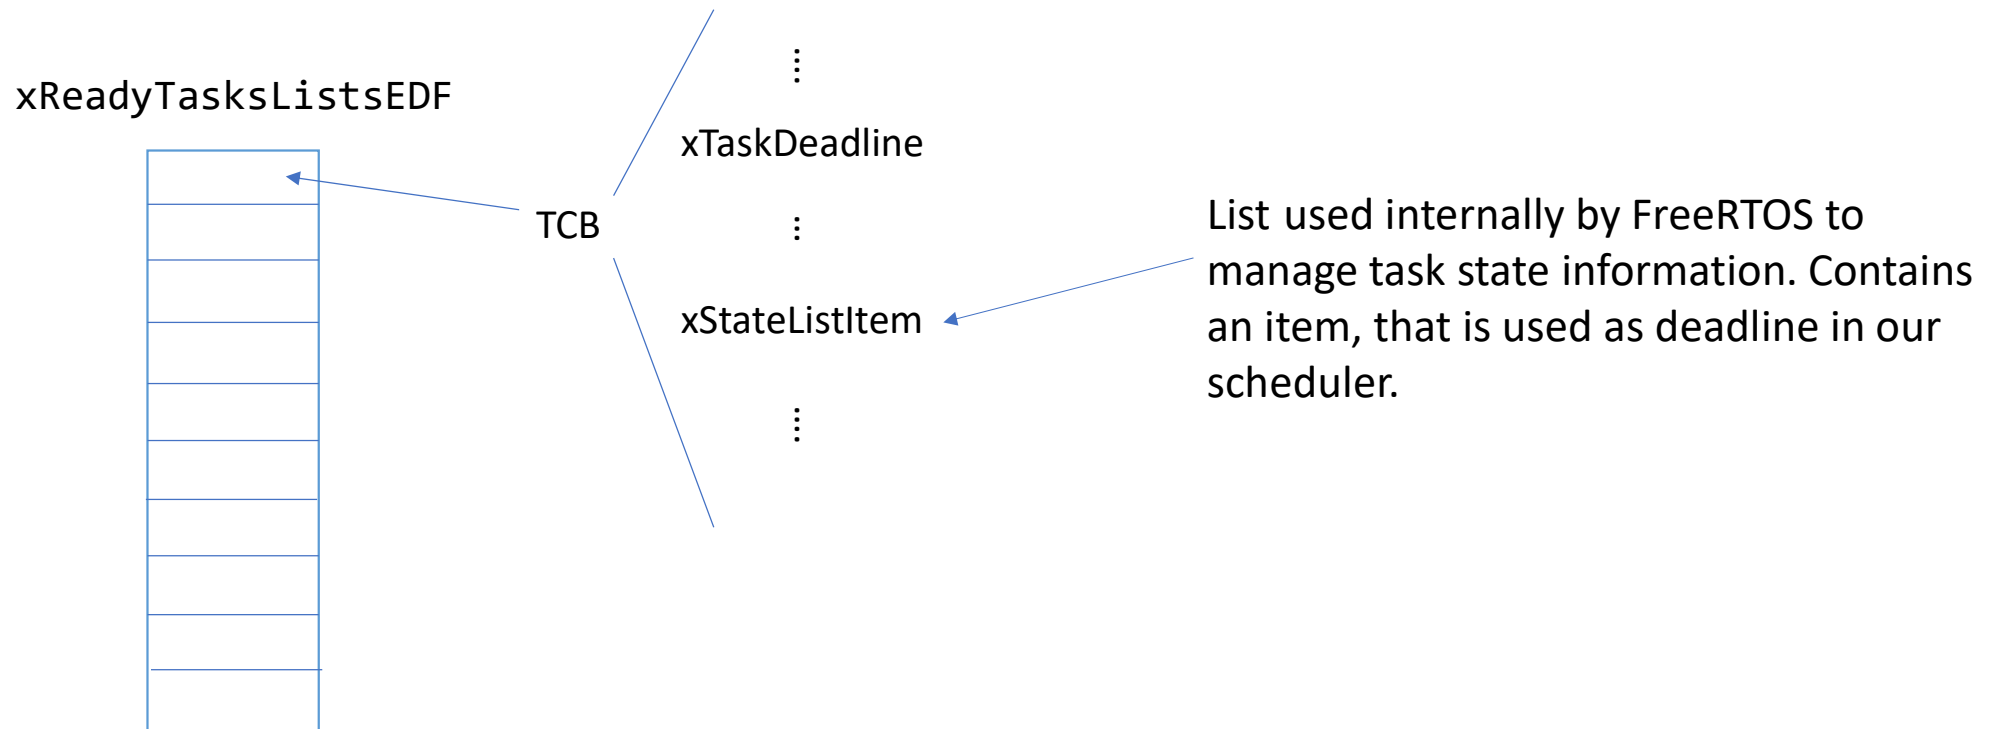 xReadyTasksListsEDF
xTaskDeadline
TCB
xStateListItem
List used internally by FreeRTOS to
manage task state information. Contains
an item, that is used as deadline in our
scheduler.